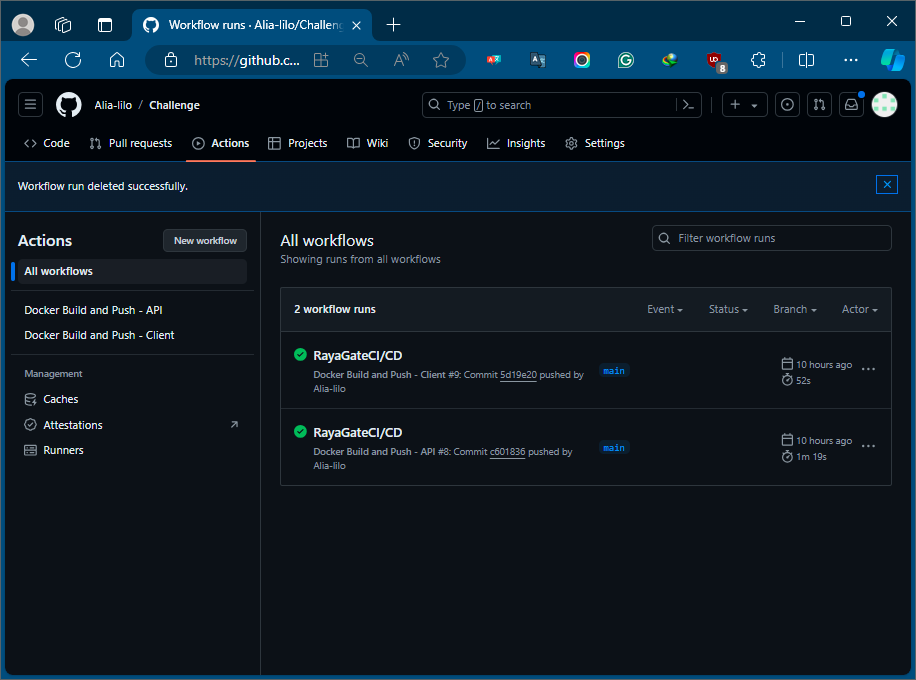 Workflow runs · Alia-lilo/Challeng
https://github.c...
8
Alia-lilo / Challenge
Type / to search
Code
Pull requests
Actions
Projects
Wiki
Security
Insights
Settings
Workflow run deleted successfully.
Actions
New workflow
All workflows
Docker Build and Push - API
Docker Build and Push - Client
Management
Caches
Attestations
Runners
All workflows
Showing runs from all workflows
Filter workflow runs
2 workflow runs
Event
Status
Branch
Actor
RayaGateCI/CD
Docker Build and Push - Client #9: Commit 5d19e20 pushed by
Alia-lilo
main
10 hours ago
52s
RayaGateCI/CD
Docker Build and Push - API #8: Commit c601836 pushed by
Alia-lilo
main
10 hours ago
1m 19s